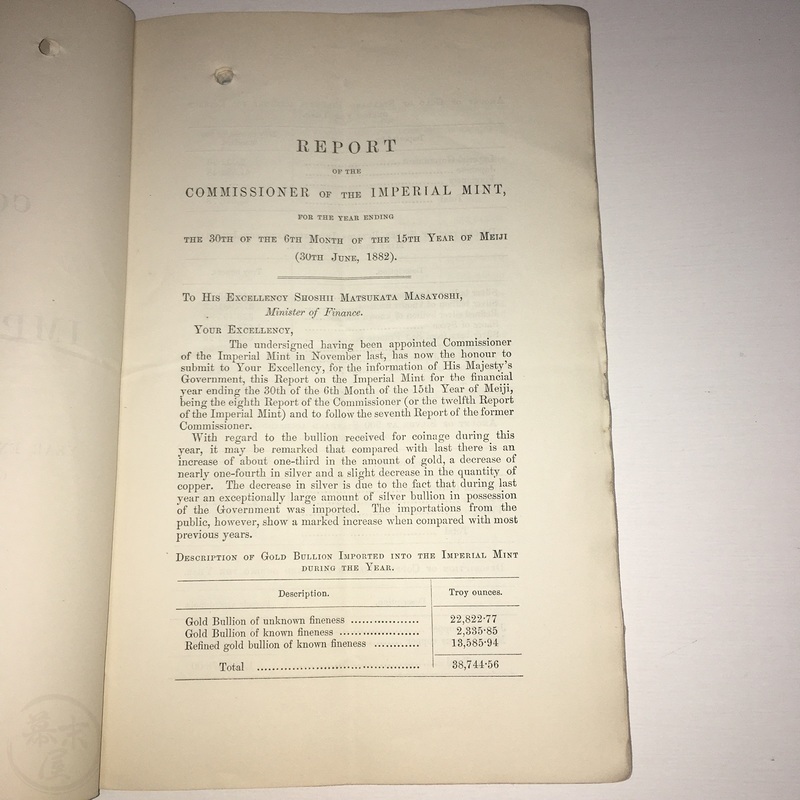 REPORT
OF THE
COMMISSIONER OF THE IMPERIAL MINT,
FOR THE YEAR ENDING
THE 30TH OF THE 6TH MONTH OF THE 15TH YEAR OF MEIJI
(30TH JUNE, 1882).
TO HIS EXCELLENCY SHOSHII MATSUKATA MASAYOSHI,
Minister of Finance.
YOUR EXCELLENCY,
The undersigned having been appointed Commissioner
of the Imperial Mint in November last, has now the honour to
submit to Your Excellency, for the information of His Majesty's
Government, this Report on the Imperial Mint for the financial
year ending the 30th of the 6th Month of the 15th Year of Meiji,
being the eighth Report of the Commissioner (or the twelfth Report
of the Imperial Mint) and to follow the seventh Report of the former
Commissioner.
With regard to the bullion received for coinage during this
year, it may be remarked that compared with last there is an
increase of about one-third in the amount of gold, a decrease of
nearly one-fourth in silver and a slight decrease in the quantity of
copper. The decrease in silver is due to the fact that during last
year an exceptionally large amount of silver bullion in possession
of the Government was imported. The importations from the
public, however, show a marked increase when compared with most
previous years.
DESCRIPTION OF GOLD BULLION IMPORTED INTO THE IMPERIAL MINT
DURING THE YEAR.
Description. Troy ounces.
Gold Bullion of unknown fineness .................. 22,822·77
Gold Bullion of known fineness ..................... 2,335·85
Refined gold bullion of known fineness ............ 13,585·94
Total .......................................... 38,744·56
幕末屋